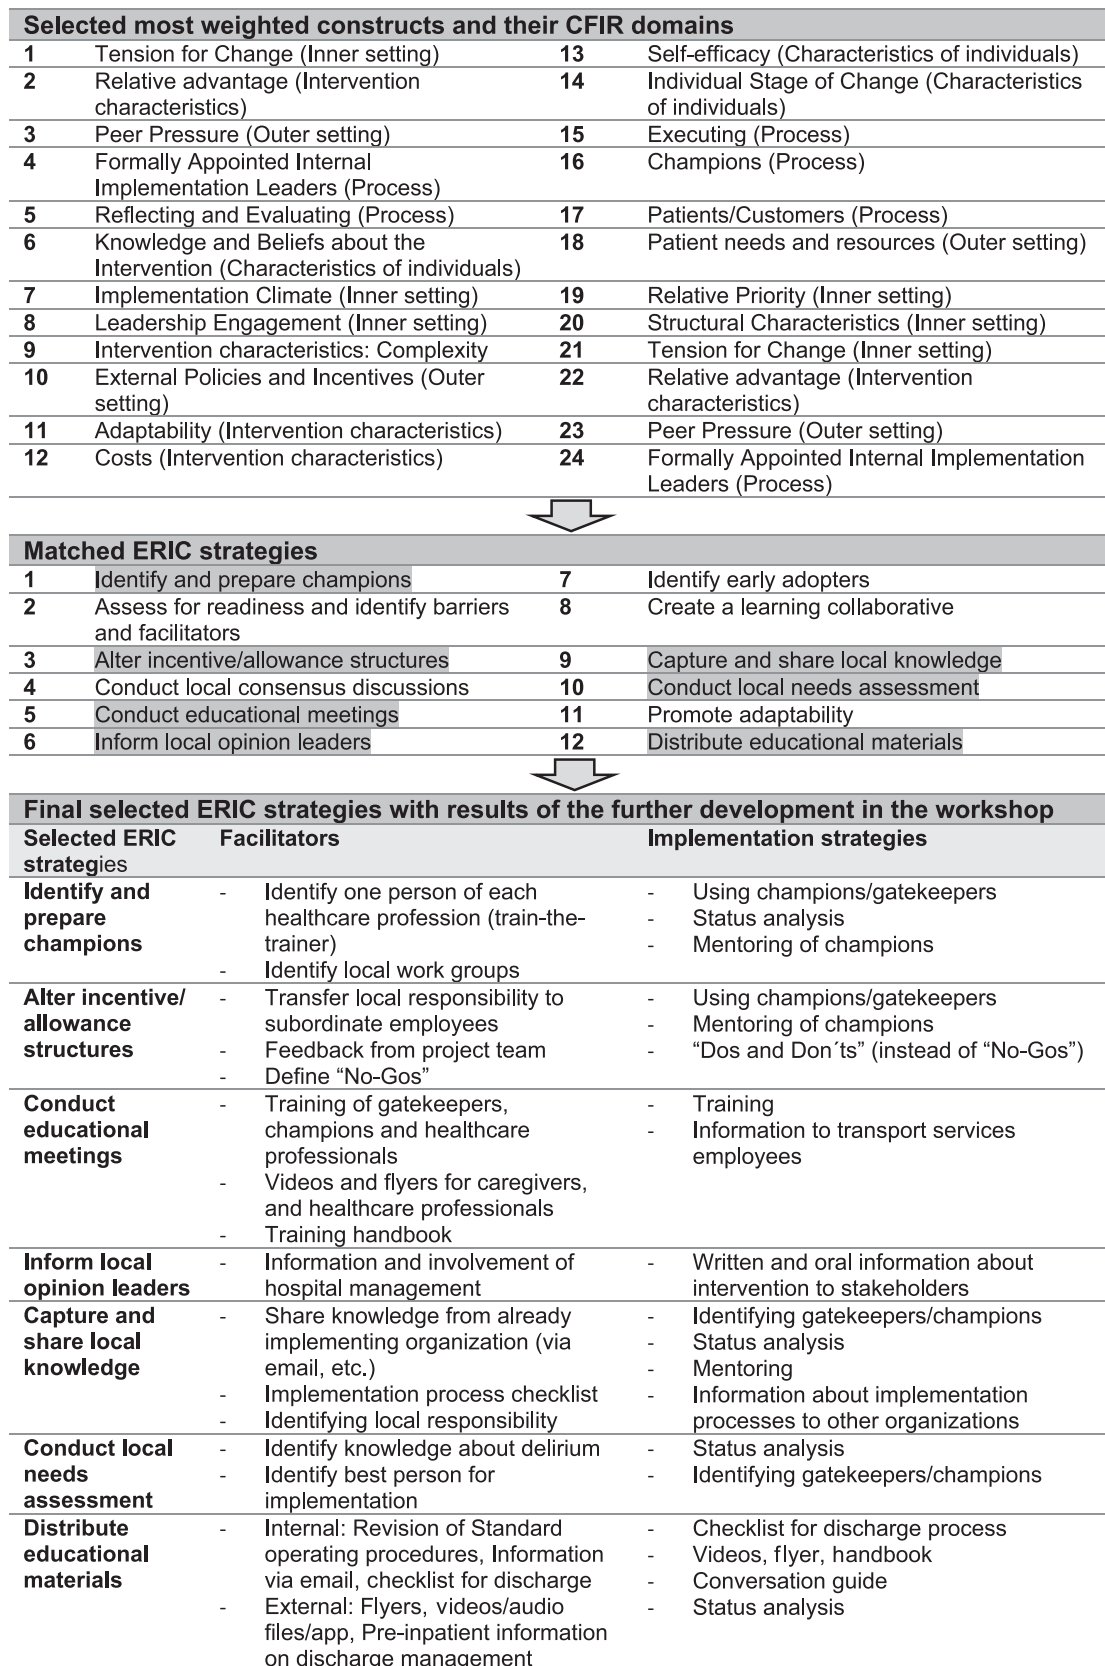 Selected most weighted constructs and their CFIR domains
1 Tension for Change (Inner setting) 13 Self-efficacy (Characteristics of individuals)
2 Relative advantage (Intervention 14 Individual Stage of Change (Characteristics
characteristics) of individuals)
3 Peer Pressure (Outer setting) 15 Executing (Process)
4 Formally Appointed Internal 16 Champions (Process)
Implementation Leaders (Process)
5 Reflecting and Evaluating (Process) 17 Patients/Customers (Process)
6 Knowledge and Beliefs about the 18 Patient needs and resources (Outer setting)
Intervention (Characteristics of individuals)
7 Implementation Climate (Inner setting) 19 Relative Priority (Inner setting)
8 Leadership Engagement (Inner setting) 20 Structural Characteristics (Inner setting)
9 Intervention characteristics: Complexity 21 Tension for Change (Inner setting)
10 External Policies and Incentives (Outer 22 Relative advantage (Intervention
setting) characteristics)
11 Adaptability (Intervention characteristics) 23 Peer Pressure (Outer setting)
12 Costs (Intervention characteristics) 24 Formally Appointed Internal Implementation
Leaders (Process)
Matched ERIC strategies
1 Identify and prepare champions 7 Identify early adopters
2 Assess for readiness and identify barriers 8 Create a learning collaborative
and facilitators
3 Alter incentive/allowance structures 9 Capture and share local knowledge
4 Conduct local consensus discussions 10 Conduct local needs assessment
5 Conduct educational meetings 11 Promote adaptability
6 Inform local opinion leaders 12 Distribute educational materials
Final selected ERIC strategies with results of the further development in the workshop
Selected ERIC Facilitators Implementation strategies
strategies
Identify and - Identify one person of each - Using champions/gatekeepers
prepare healthcare profession (train-the- - Status analysis
champions trainer) - Mentoring of champions
- Identify local work groups
Alter incentive/ - Transfer local responsibility to - Using champions/gatekeepers
allowance subordinate employees - Mentoring of champions
structures - Feedback from project team - “Dos and Don´ts” (instead of “No-Gos”)
- Define “No-Gos”
Conduct - Training of gatekeepers, - Training
educational champions and healthcare - Information to transport services
meetings professionals employees
- Videos and flyers for caregivers,
and healthcare professionals
- Training handbook
Inform local - Information and involvement of - Written and oral information about
opinion leaders hospital management intervention to stakeholders
Capture and - Share knowledge from already - Identifying gatekeepers/champions
share local implementing organization (via - Status analysis
knowledge email, etc.) - Mentoring
- Implementation process checklist - Information about implementation
- Identifying local responsibility processes to other organizations
Conduct local - Identify knowledge about delirium - Status analysis
needs - Identify best person for - Identifying gatekeepers/champions
assessment implementation
Distribute - Internal: Revision of Standard - Checklist for discharge process
educational operating procedures, Information - Videos, flyer, handbook
materials via email, checklist for discharge - Conversation guide
- External: Flyers, videos/audio - Status analysis
files/app, Pre-inpatient information
on discharge management